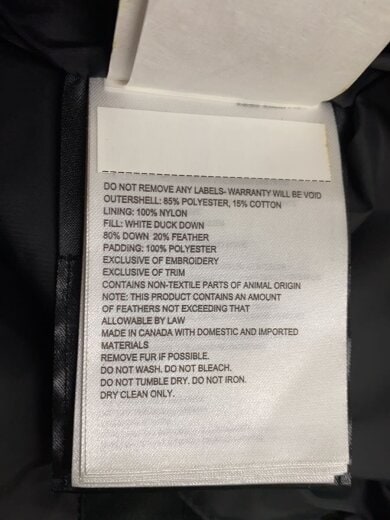 DO NOT REMOVE ANY LABELS- WARRANTY WILL BE VOID
OUTERSHELL: 85% POLYESTER, 15% COTTON
LINING: 100% NYLON
FILL: WHITE DUCK DOWN
80% DOWN 20% FEATHER
PADDING: 100% POLYESTER
EXCLUSIVE OF EMBROIDERY
EXCLUSIVE OF TRIM
CONTAINS NON-TEXTILE PARTS OF ANIMAL ORIGIN
NOTE: THIS PRODUCT CONTAINS AN AMOUNT
OF FEATHERS NOT EXCEEDING THAT
ALLOWABLE BY LAW
MADE IN CANADA WITH DOMESTIC AND IMPORTED
MATERIALS
REMOVE FUR IF POSSIBLE.
DO NOT WASH. DO NOT BLEACH.
DO NOT TUMBLE DRY. DO NOT IRON.
DRY CLEAN ONLY.